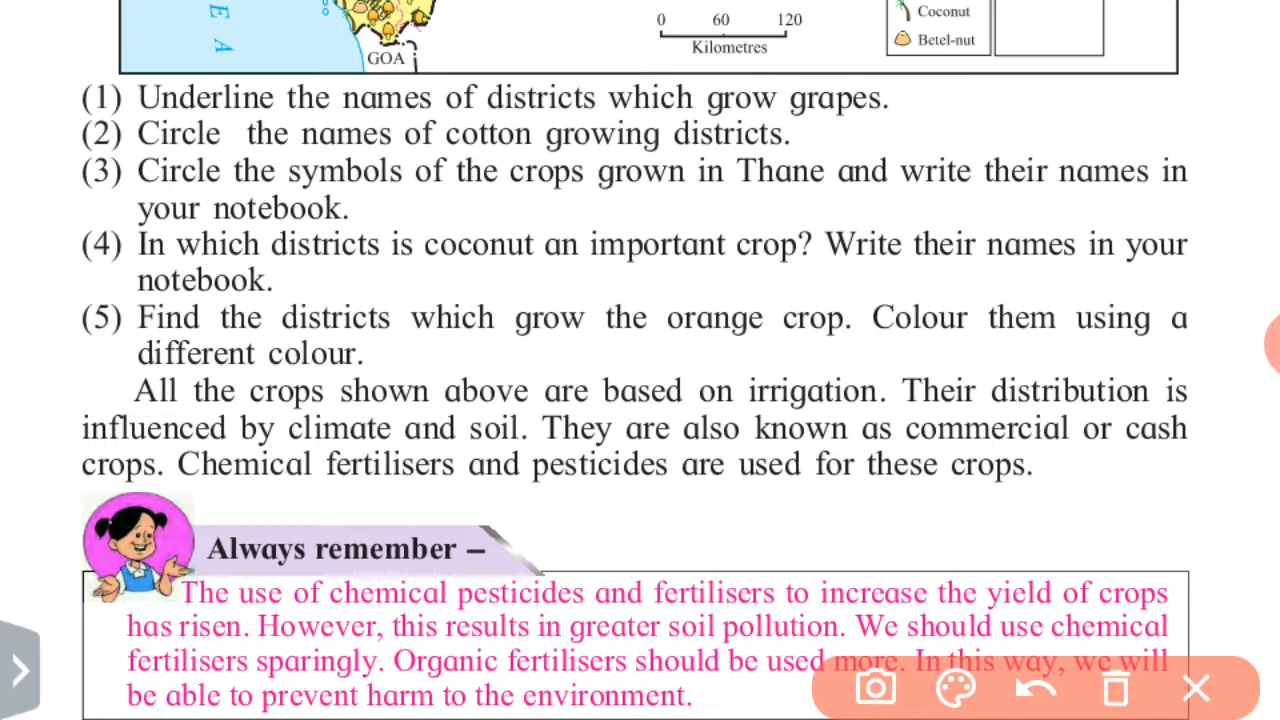 E
A
GOA
0 60 120
Kilometres
Coconut
Betel-nut
(1) Underline the names of districts which grow grapes.
(2) Circle the names of cotton growing districts.
(3) Circle the symbols of the crops grown in Thane and write their names in
your notebook.
(4) In which districts is coconut an important crop? Write their names in your
notebook.
(5) Find the districts which grow the orange crop. Colour them using a
different colour.
All the crops shown above are based on irrigation. Their distribution is
influenced by climate and soil. They are also known as commercial or cash
crops. Chemical fertilisers and pesticides are used for these crops.
Always remember –
The use of chemical pesticides and fertilisers to increase the yield of crops
has risen. However, this results in greater soil pollution. We should use chemical
fertilisers sparingly. Organic fertilisers should be used more. In this way, we will
be able to prevent harm to the environment.